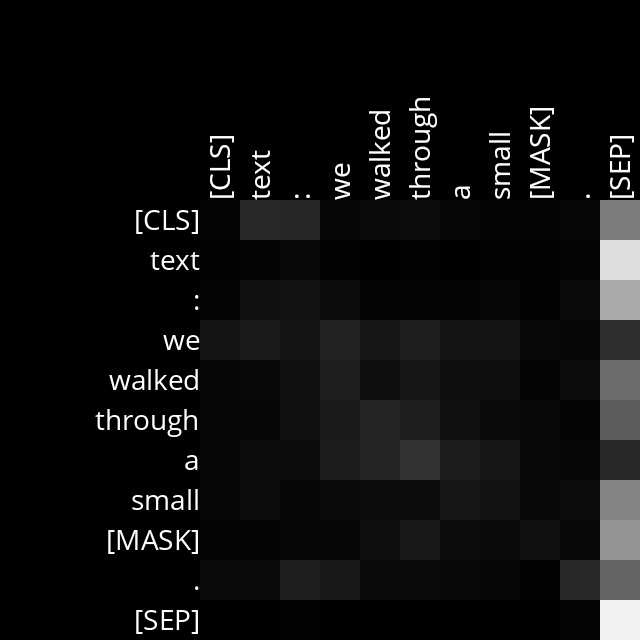 [CLS] text : we walked through a small [MASK] . [SEP]
[CLS]
text
:
we
walked
through
a
small
[MASK]
.
[SEP]